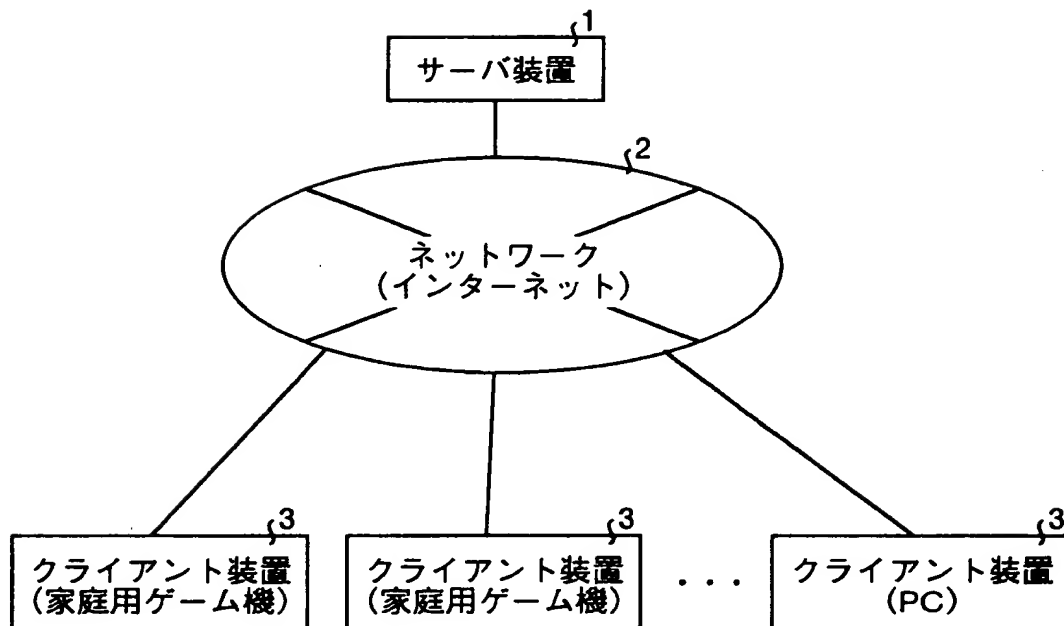 1
サーバ装置
2
ネットワーク
(インターネット)
3
クライアント装置
(家庭用ゲーム機)
3
クライアント装置
(家庭用ゲーム機)
...
3
クライアント装置
(PC)